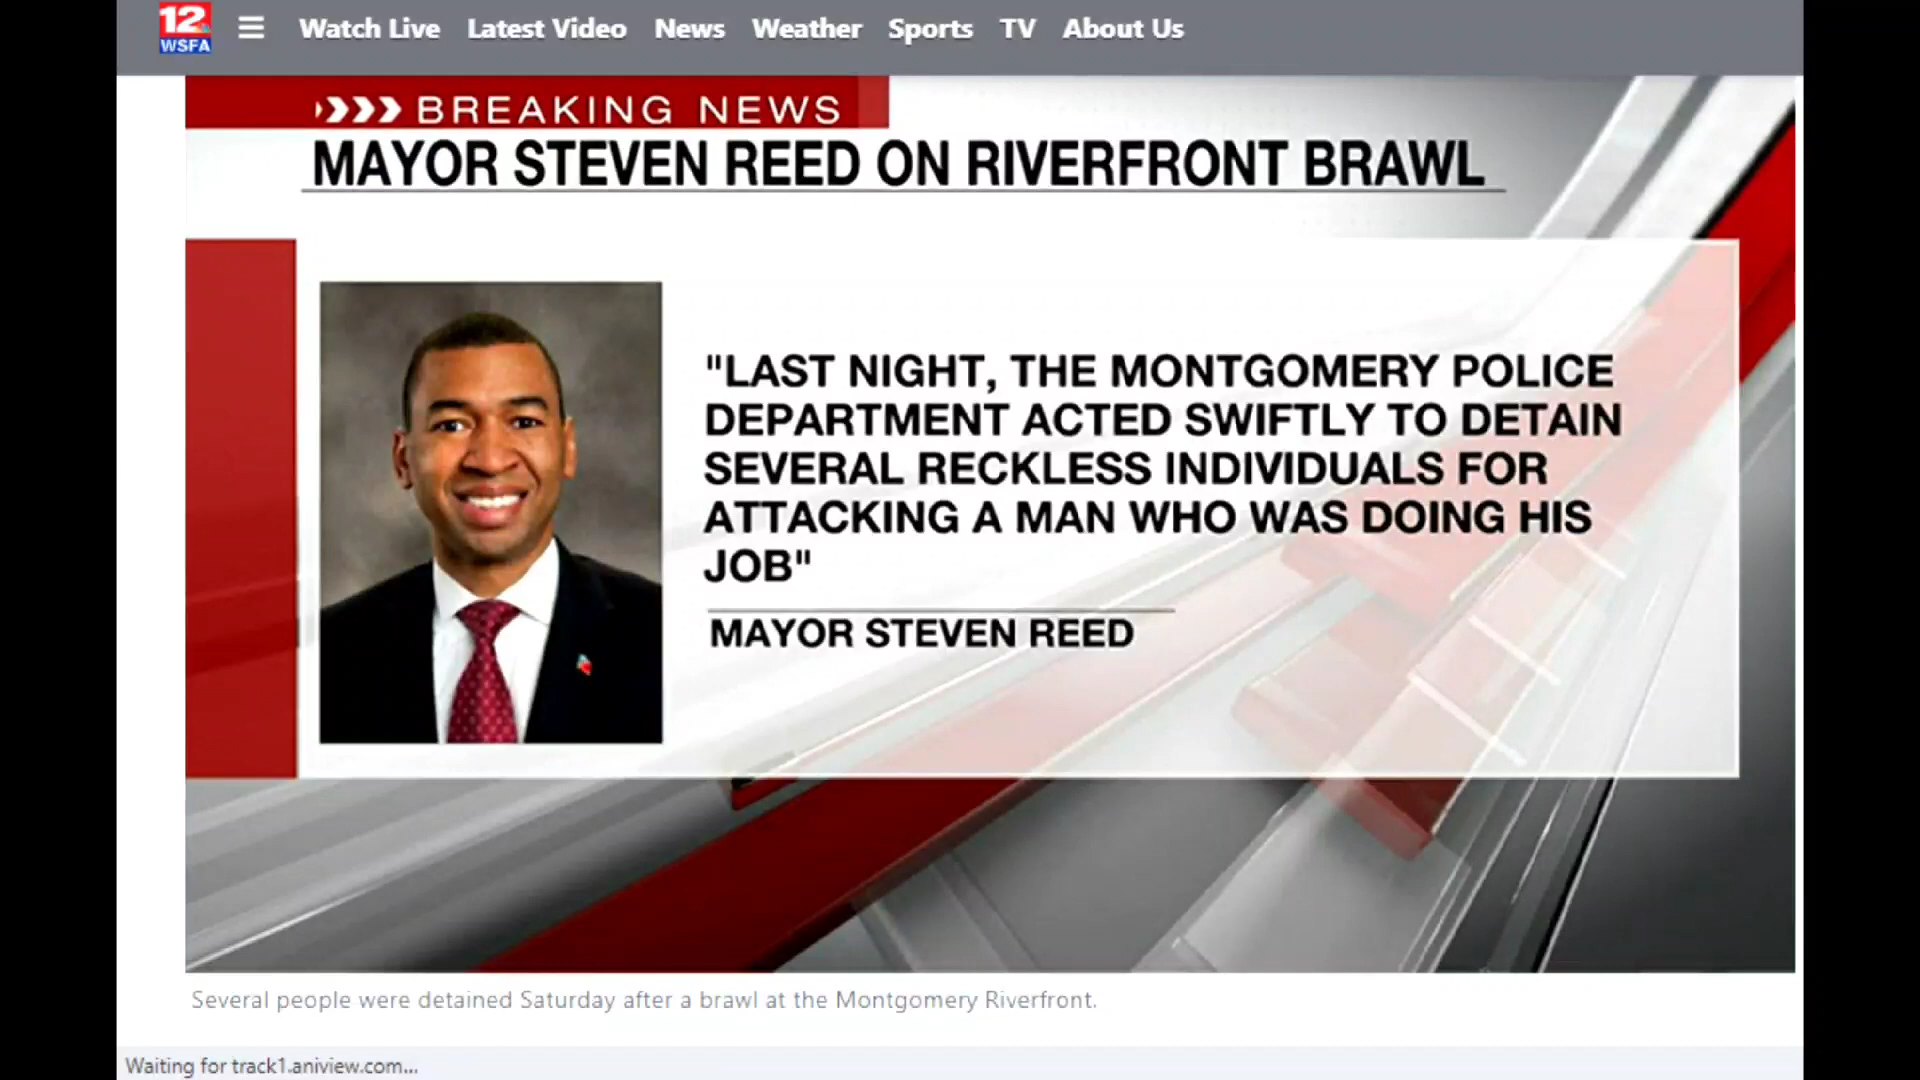 12
WSFA
Watch Live Latest Video News Weather Sports TV About Us
BREAKING NEWS
MAYOR STEVEN REED ON RIVERFRONT BRAWL
"LAST NIGHT, THE MONTGOMERY POLICE
DEPARTMENT ACTED SWIFTLY TO DETAIN
SEVERAL RECKLESS INDIVIDUALS FOR
ATTACKING A MAN WHO WAS DOING HIS
JOB"
MAYOR STEVEN REED
Several people were detained Saturday after a brawl at the Montgomery Riverfront.
Waiting for track1.aniview.com...